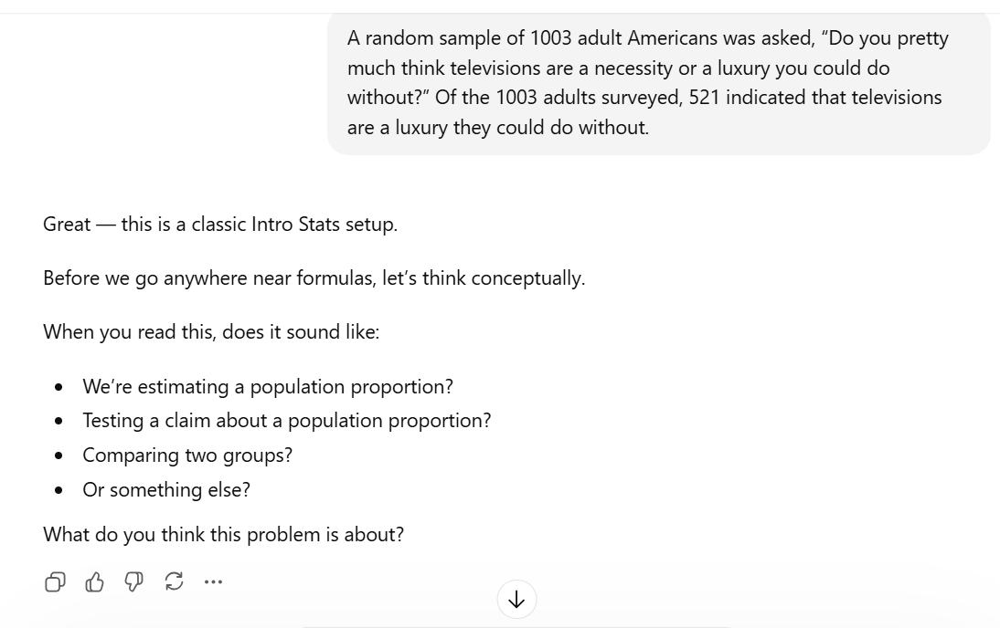 A random sample of 1003 adult Americans was asked, “Do you pretty
much think televisions are a necessity or a luxury you could do
without?” Of the 1003 adults surveyed, 521 indicated that televisions
are a luxury they could do without.
Great — this is a classic Intro Stats setup.
Before we go anywhere near formulas, let’s think conceptually.
When you read this, does it sound like:
• We’re estimating a population proportion?
• Testing a claim about a population proportion?
• Comparing two groups?
• Or something else?
What do you think this problem is about?